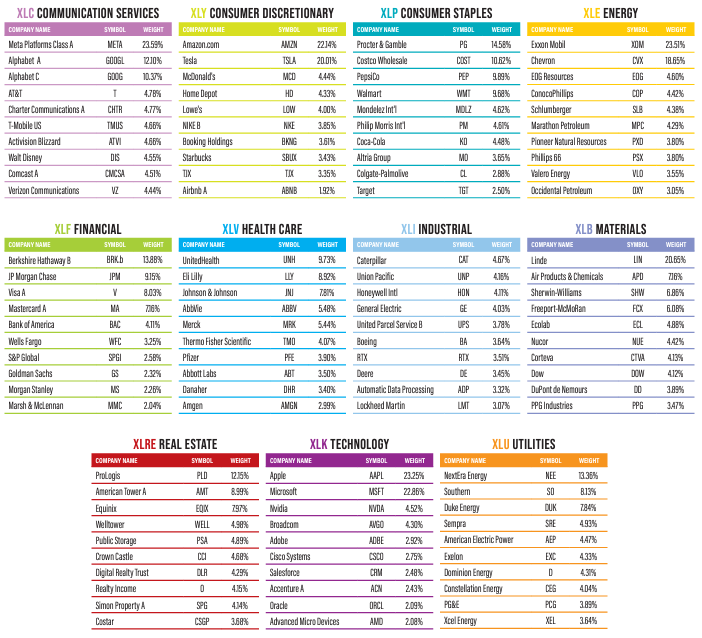 XLC COMMUNICATION SERVICES
COMPANY NAME SYMBOL WEIGHT
Meta Platforms Class A META 23.59%
Alphabet A GOOGL 12.10%
Alphabet C GOOG 10.37%
AT&T T 4.78%
Charter Communications A CHTR 4.77%
T-Mobile US TMUS 4.66%
Activision Blizzard ATVI 4.66%
Walt Disney DIS 4.55%
Comcast A CMCSA 4.51%
Verizon Communications VZ 4.44%
XLY CONSUMER DISCRETIONARY
COMPANY NAME SYMBOL WEIGHT
Amazon.com AMZN 22.14%
Tesla TSLA 20.01%
McDonald's MCD 4.44%
Home Depot HD 4.33%
Lowe's LOW 4.00%
NIKE B NKE 3.85%
Booking Holdings BKNG 3.61%
Starbucks SBUX 3.43%
TJX TJX 3.35%
Airbnb A ABNB 1.92%
XLP CONSUMER STAPLES
COMPANY NAME SYMBOL WEIGHT
Procter & Gamble PG 14.58%
Costco Wholesale COST 10.62%
PepsiCo PEP 9.89%
Walmart WMT 9.68%
Mondelez Int'l MDLZ 4.62%
Philip Morris Int'l PM 4.61%
Coca-Cola KO 4.48%
Altria Group MO 3.65%
Colgate-Palmolive CL 2.88%
Target TGT 2.50%
XLE ENERGY
COMPANY NAME SYMBOL WEIGHT
Exxon Mobil XOM 23.51%
Chevron CVX 18.65%
EOG Resources EOG 4.60%
ConocoPhillips COP 4.42%
Schlumberger SLB 4.38%
Marathon Petroleum MPC 4.29%
Pioneer Natural Resources PXD 3.80%
Phillips 66 PSX 3.80%
Valero Energy VLO 3.55%
Occidental Petroleum OXY 3.05%
XLF FINANCIAL
COMPANY NAME SYMBOL WEIGHT
Berkshire Hathaway B BRK.b 13.88%
JP Morgan Chase JPM 9.15%
Visa A V 8.03%
Mastercard A MA 7.16%
Bank of America BAC 4.11%
Wells Fargo WFC 3.25%
S&P Global SPGI 2.58%
Goldman Sachs GS 2.32%
Morgan Stanley MS 2.26%
Marsh & McLennan MMC 2.04%
XLV HEALTH CARE
COMPANY NAME SYMBOL WEIGHT
UnitedHealth UNH 9.73%
Eli Lilly LLY 8.92%
Johnson & Johnson JNJ 7.81%
AbbVie ABBV 5.48%
Merck MRK 5.44%
Thermo Fisher Scientific TMO 4.07%
Pfizer PFE 3.90%
Abbott Labs ABT 3.50%
Danaher DHR 3.40%
Amgen AMGN 2.99%
XLI INDUSTRIAL
COMPANY NAME SYMBOL WEIGHT
Caterpillar CAT 4.67%
Union Pacific UNP 4.16%
Honeywell Intl HON 4.11%
General Electric GE 4.03%
United Parcel Service B UPS 3.78%
Boeing BA 3.64%
RTX RTX 3.51%
Deere DE 3.45%
Automatic Data Processing ADP 3.32%
Lockheed Martin LMT 3.07%
XLB MATERIALS
COMPANY NAME SYMBOL WEIGHT
Linde LIN 20.65%
Air Products & Chemicals APD 7.16%
Sherwin-Williams SHW 6.86%
Freeport-McMoRan FCX 6.08%
Ecolab ECL 4.88%
Nucor NUE 4.42%
Corteva CTVA 4.13%
Dow DOW 4.12%
DuPont de Nemours DD 3.89%
PPG Industries PPG 3.47%
XLRE REAL ESTATE
COMPANY NAME SYMBOL WEIGHT
ProLogis PLD 12.15%
American Tower A AMT 8.99%
Equinix EQIX 7.97%
Welltower WELL 4.98%
Public Storage PSA 4.89%
Crown Castle CCI 4.68%
Digital Realty Trust DLR 4.29%
Realty Income O 4.15%
Simon Property A SPG 4.14%
Costar CSGP 3.68%
XLK TECHNOLOGY
COMPANY NAME SYMBOL WEIGHT
Apple AAPL 23.25%
Microsoft MSFT 22.86%
Nvidia NVDA 4.52%
Broadcom AVGO 4.30%
Adobe ADBE 2.92%
Cisco Systems CSCO 2.75%
Salesforce CRM 2.48%
Accenture A ACN 2.43%
Oracle ORCL 2.09%
Advanced Micro Devices AMD 2.08%
XLU UTILITIES
COMPANY NAME SYMBOL WEIGHT
NextEra Energy NEE 13.36%
Southern SO 8.13%
Duke Energy DUK 7.84%
Sempra SRE 4.93%
American Electric Power AEP 4.47%
Exelon EXC 4.33%
Dominion Energy D 4.31%
Constellation Energy CEG 4.04%
PG&E PCG 3.89%
Xcel Energy XEL 3.64%